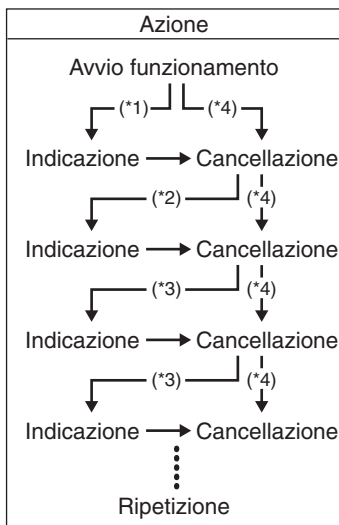 Azione
Avvio funzionamento
(*1) (*4)
Indicazione Cancellazione
(*2) (*4)
Indicazione Cancellazione
(*3) (*4)
Indicazione Cancellazione
(*3) (*4)
Indicazione Cancellazione
Ripetizione